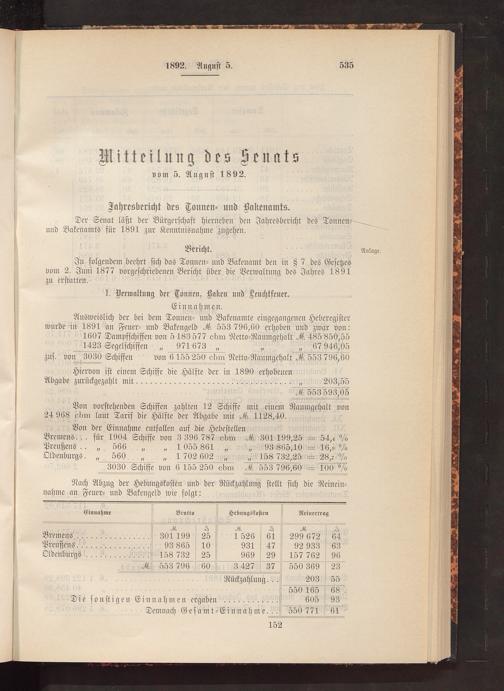 1892. August 5. 535
Mitteilung des Senats
vom 5. August 1892.
Jahresbericht des Tonnen- und Bakenamts.
Der Senat läßt der Bürgerschaft hierneben den Jahresbericht des Tonnen-
und Bakenamts für 1891 zur Kenntnisnahme zugehen.
Bericht.
Anlage.
In folgendem beehrt sich das Tonnen- und Bakenamt den in § 7 des Gesetzes
vom 2. Juni 1877 vorgeschriebenen Bericht über die Verwaltung des Jahres 1891
zu erstatten.
I. Verwaltung der Tonnen, Baken und Leuchtfeuer.
Einnahmen.
Ausweislich der bei dem Tonnen- und Bakenamte eingegangenen Heberegister
wurde in 1891 an Feuer- und Bakengeld ℳ 553 796,60 erhoben und zwar von:
1607 Dampfschiffen von 5 183 577 cbm Netto-Raumgehalt ℳ 485 850,55
1423 Segelschiffen „ 971 673 „ „ „ 67 946,05
zus. von 3030 Schiffen von 6 155 250 cbm Netto-Raumgehalt ℳ 553 796,60
Hiervon ist einem Schiffe die Hälfte der in 1890 erhobenen
Abgabe zurückgezahlt mit ... „ 203,55
ℳ 553 593,05
Von vorstehenden Schiffen zahlten 12 Schiffe mit einem Raumgehalt von
24 968 cbm laut Tarif die Hälfte der Abgabe mit ℳ 1128,40.
Von der Einnahme entfallen auf die Hebestellen
Bremens... für 1904 Schiffe von 3 396 787 cbm ℳ 301 199,25 = 54, %
Preußens .. „ 566 „ „ 1 055 861 „ „ 93 865,10 = 16, %
Oldenburgs. „ 560 „ „ 1 702 602 „ „ 158 732,25 = 28, %
3030 Schiffe von 6 155 250 cbm ℳ 553 796,60 = 100 %
Nach Abzug der Hebungskosten und der Rückzahlung stellt sich die Reinein-
nahme an Feuer- und Bakengeld wie folgt:
Einnahme Brutto Hebungskosten Reinertrag
ℳ ₰ ℳ ₰ ℳ ₰
Bremens 301 199 25 1 526 61 299 672 64
Preußens 93 865 10 931 47 92 933 63
Oldenburgs 158 732 25 969 29 157 762 96
ℳ 553 796 60 3 427 37 550 369 23
Rückzahlung... 203 55
550 165 68
Die sonstigen Einnahmen ergaben ... 605 93
Demnach Gesamt-Einnahme... 550 771 61
152